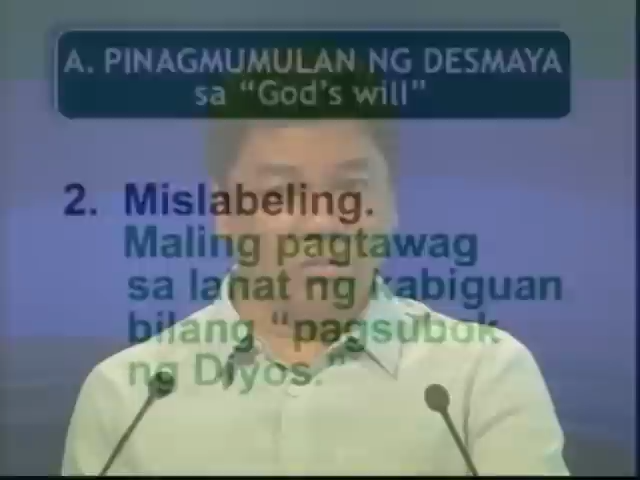 A. PINAGMUMULAN NG DESMAYA
sa “God's will”
2. Mislabeling.
Maling pagtawag
sa lahat ng kabiguan
bilang “pagsubok
ng Diyos.”